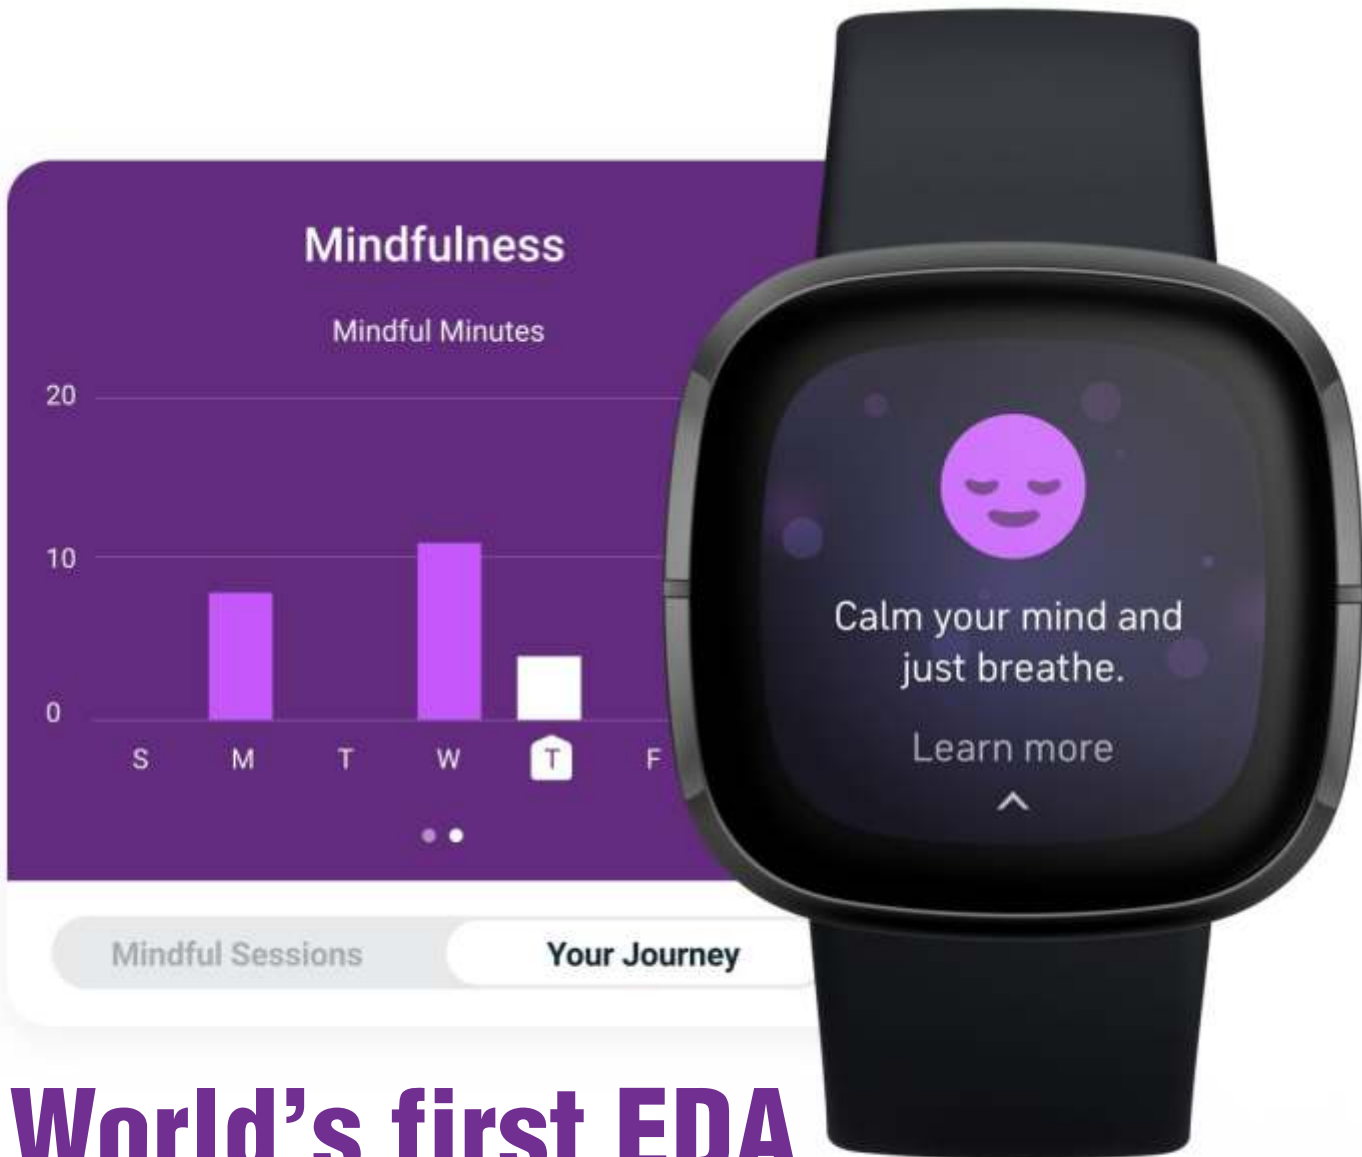 Mindfulness
Mindful Minutes
20
10
0
S M T W T F
Mindful Sessions
Your Journey
Calm your mind and
just breathe.
Learn more
World's first EDA